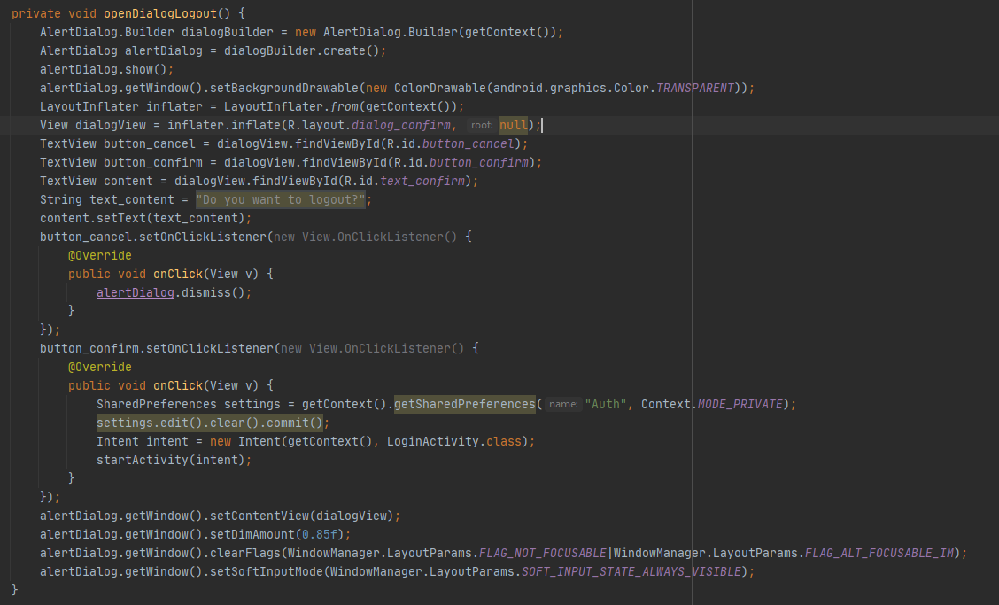 private void openDialogLogout() {
    AlertDialog.Builder dialogBuilder = new AlertDialog.Builder(getContext());
    AlertDialog alertDialog = dialogBuilder.create();
    alertDialog.show();
    alertDialog.getWindow().setBackgroundDrawable(new ColorDrawable(android.graphics.Color.TRANSPARENT));
    LayoutInflater inflater = LayoutInflater.from(getContext());
    View dialogView = inflater.inflate(R.layout.dialog_confirm, root: null);
    TextView button_cancel = dialogView.findViewById(R.id.button_cancel);
    TextView button_confirm = dialogView.findViewById(R.id.button_confirm);
    TextView content = dialogView.findViewById(R.id.text_confirm);
    String text_content = "Do you want to logout?";
    content.setText(text_content);
    button_cancel.setOnClickListener(new View.OnClickListener() {
        @Override
        public void onClick(View v) {
            alertDialog.dismiss();
        }
    });
    button_confirm.setOnClickListener(new View.OnClickListener() {
        @Override
        public void onClick(View v) {
            SharedPreferences settings = getContext().getSharedPreferences( name: "Auth", Context.MODE_PRIVATE);
            settings.edit().clear().commit();
            Intent intent = new Intent(getContext(), LoginActivity.class);
            startActivity(intent);
        }
    });
    alertDialog.getWindow().setContentView(dialogView);
    alertDialog.getWindow().setDimAmount(0.85f);
    alertDialog.getWindow().clearFlags(WindowManager.LayoutParams.FLAG_NOT_FOCUSABLE|WindowManager.LayoutParams.FLAG_ALT_FOCUSABLE_IM);
    alertDialog.getWindow().setSoftInputMode(WindowManager.LayoutParams.SOFT_INPUT_STATE_ALWAYS_VISIBLE);
}